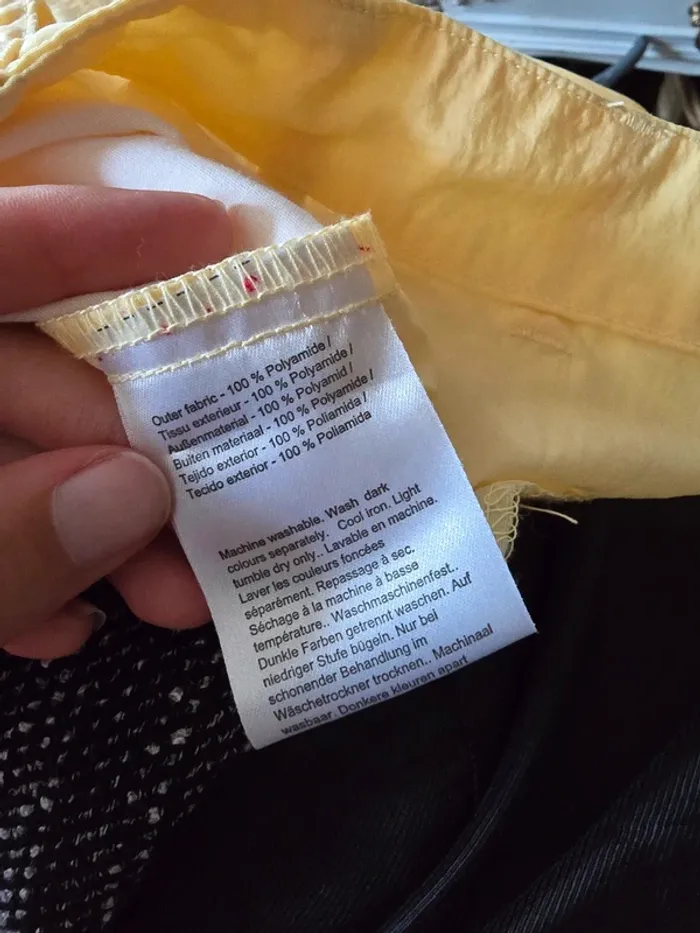 Outer fabric - 100 % Polyamide /
Tissu exterieur - 100 % Polyamide /
Außenmaterial - 100 % Polyamid /
Buiten materiaal - 100 % Polyamide /
Tejido exterior - 100 % Poliamida /
Tecido exterior - 100 % Poliamida
Machine washable. Wash dark
colours separately. Cool iron. Light
tumble dry only.. Lavable en machine.
Laver les couleurs foncées
séparément. Repassage à sec.
Séchage à la machine à basse
température.. Waschmaschinenfest..
Dunkle Farben getrennt waschen. Auf
niedriger Stufe bügeln. Nur bei
schonender Behandlung im
Wäschetrockner trocknen.. Machinaal
wasbaar. Donkere kleuren apart